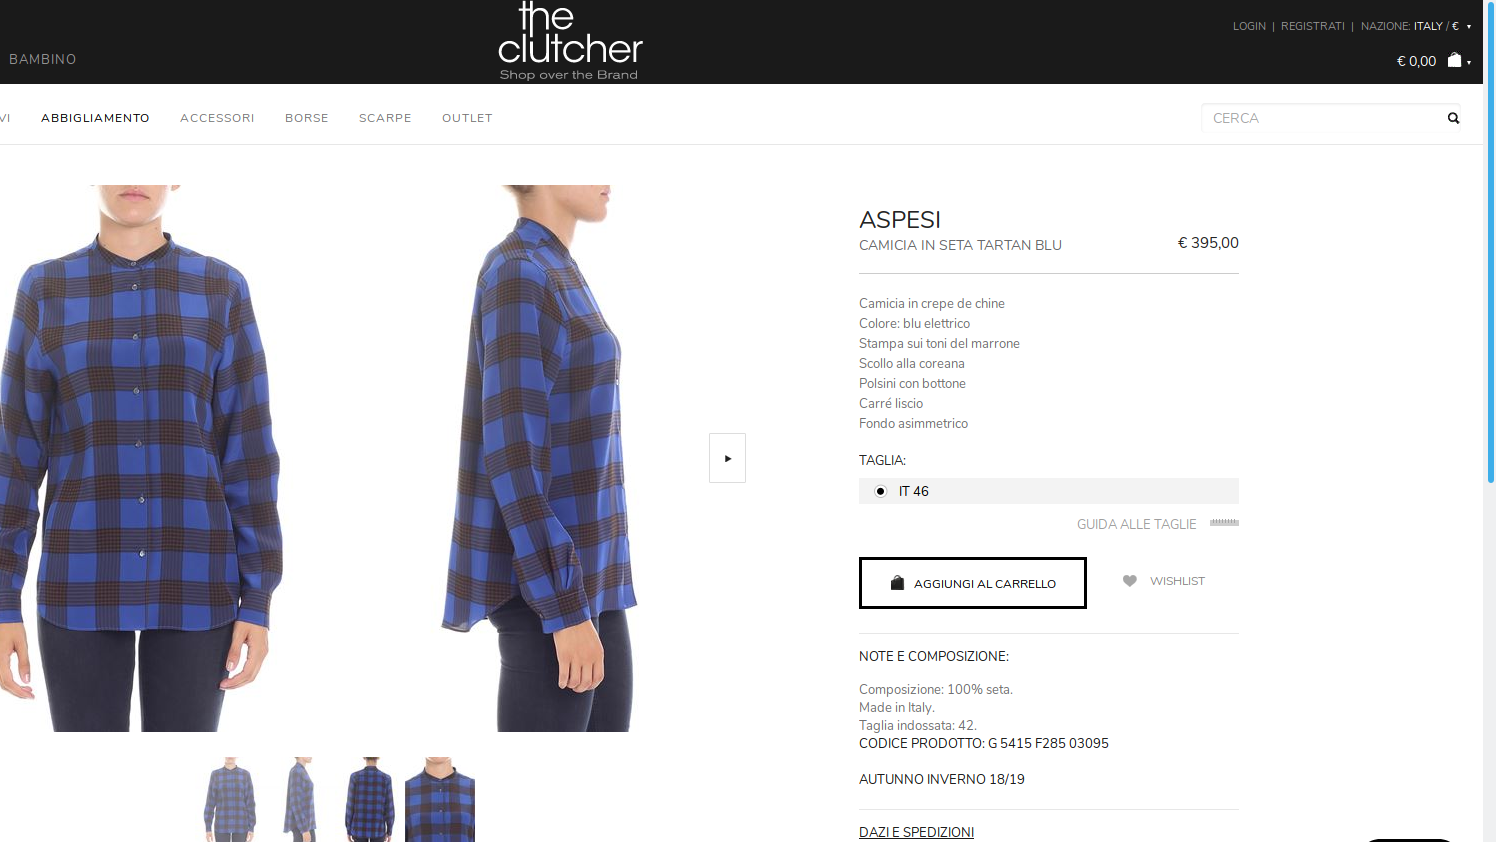 the
clutcher
Shop over the Brand
LOGIN | REGISTRATI | NAZIONE: ITALY / €
BAMBINO
€ 0,00
VI ABBIGLIAMENTO ACCESSORI BORSE SCARPE OUTLET
CERCA
ASPESI
CAMICIA IN SETA TARTAN BLU
€ 395,00
Camicia in crepe de chine
Colore: blu elettrico
Stampa sui toni del marrone
Scollo alla coreana
Polsini con bottone
Carré liscio
Fondo asimmetrico
TAGLIA:
IT 46
GUIDA ALLE TAGLIE
AGGIUNGI AL CARRELLO
WISHLIST
NOTE E COMPOSIZIONE:
Composizione: 100% seta.
Made in Italy.
Taglia indossata: 42.
CODICE PRODOTTO: G 5415 F285 03095
AUTUNNO INVERNO 18/19
DAZI E SPEDIZIONI